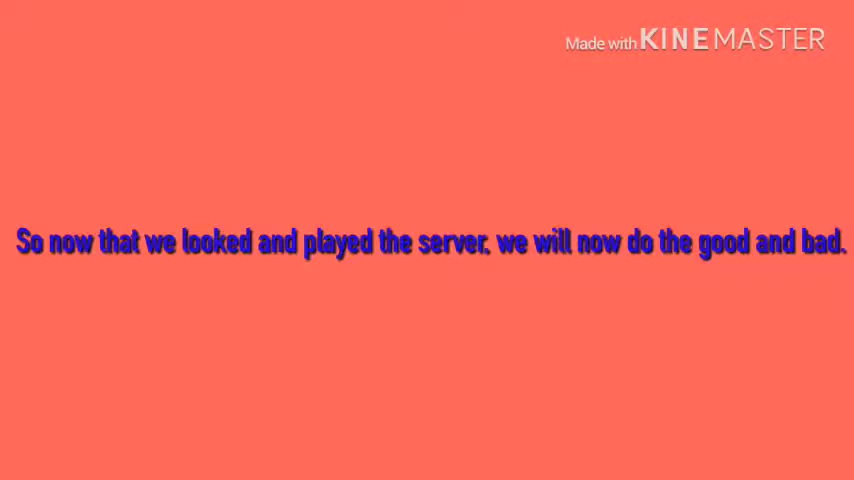 Made with KINEMASTER
So now that we looked and played the server, we will now do the good and bad.